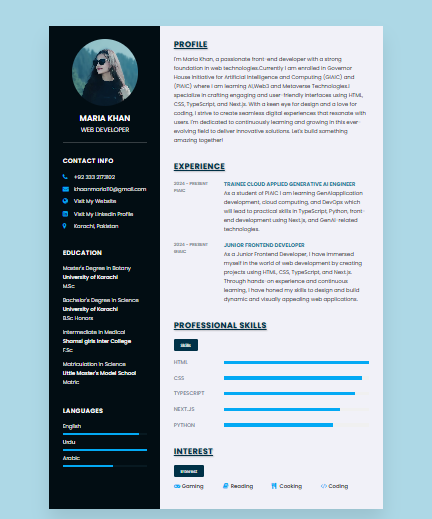 MARIA KHAN
WEB DEVELOPER
CONTACT INFO
Visit My Website
Visit My LinkedIn Profile
Karachi, Pakistan
EDUCATION
Master's Degree In Botany
University of Karachi
M.Sc
Bachelor's Degree In Science
University of Karachi
B.Sc Honors
Intermediate In Medical
Shamsi girls Inter College
F.Sc
Matriculation In Science
Little Master's Model School
Matric
LANGUAGES
English
Urdu
Arabic
PROFILE
I'm Maria Khan, a passionate front-end developer with a strong
foundation in web technologies.Currently I am enrolled in Governor
House Initiative for Artificial Intelligence and Computing (GIAIC) and
(PIAIC) where I am learning AI,Web3 and Metaverse Technologies.I
specialize in crafting engaging and user-friendly interfaces using HTML,
CSS, TypeScript, and Next.js. With a keen eye for design and a love for
coding, I strive to create seamless digital experiences that resonate with
users. I'm dedicated to continuously learning and growing in this ever-
evolving field to deliver innovative solutions. Let's build something
amazing together!
EXPERIENCE
2024 - PRESENT
PIAIC
TRAINEE CLOUD APPLIED GENERATIVE AI ENGINEER
As a student of PIAIC I am learning GenAIapplication
development, cloud computing, and DevOps which
will lead to practical skills in TypeScript, Python, front-
end development using Next.js, and GenAI-related
technologies.
2024 - PRESENT
JUNIOR FRONTEND DEVELOPER
As a Junior Frontend Developer, I have immersed
myself in the world of web development by creating
projects using HTML, CSS, TypeScript, and Next.js.
Through hands-on experience and continuous
learning, I have honed my skills to design and build
dynamic and visually appealing web applications.
PROFESSIONAL SKILLS
Skills
HTML
CSS
TYPESCRIPT
NEXT.JS
PYTHON
INTEREST
Interest
Gaming
Reading
Cooking
Coding